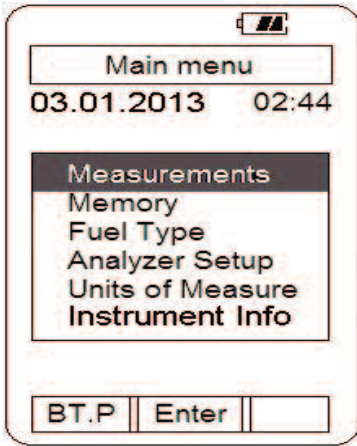 Main menu
03.01.2013 02:44
Measurements
Memory
Fuel Type
Analyzer Setup
Units of Measure
Instrument Info
BT.P Enter